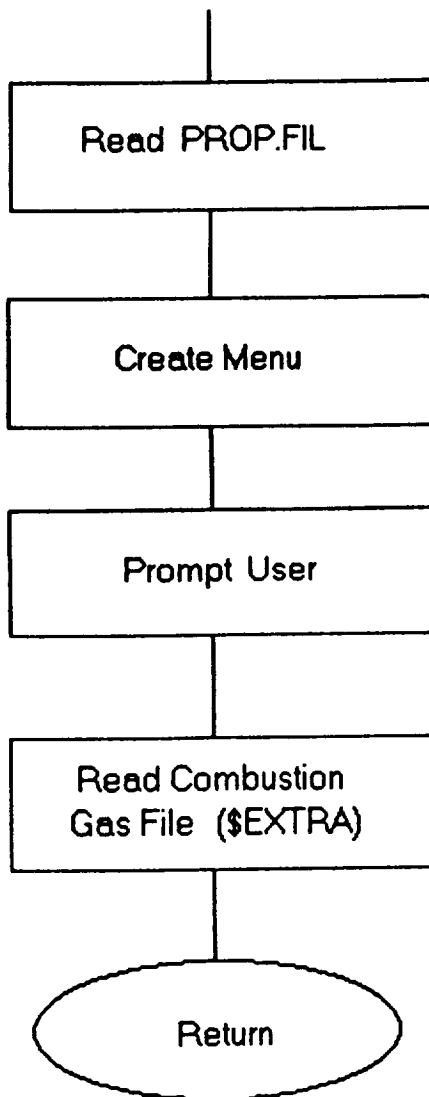 Read PROP.FIL
Create Menu
Prompt User
Read Combustion
Gas File ($EXTRA)
Return